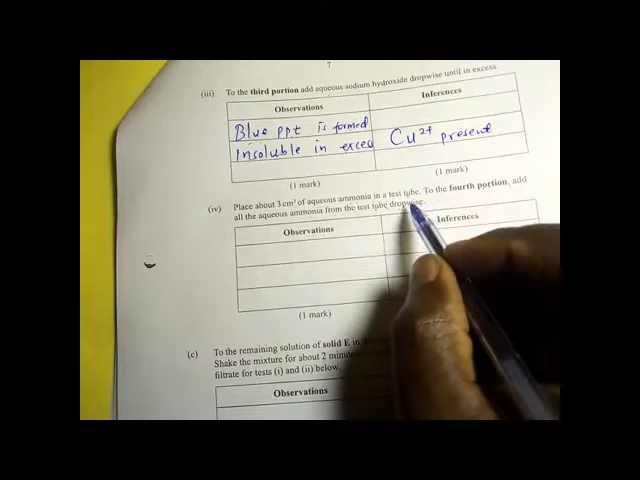 7
(iii) To the third portion add aqueous sodium hydroxide dropwise until in excess
Observations Inferences
Blue ppt is formed
Insoluble in excess Cu²⁺ present
(1 mark) (1 mark)
(iv) Place about 3 cm³ of aqueous ammonia in a test tube. To the fourth portion, add
all the aqueous ammonia from the test tube dropwise.
Observations Inferences
(1 mark)
(c) To the remaining solution of solid E in
Shake the mixture for about 2
filtrate for tests (i) and (ii) below.
Observations